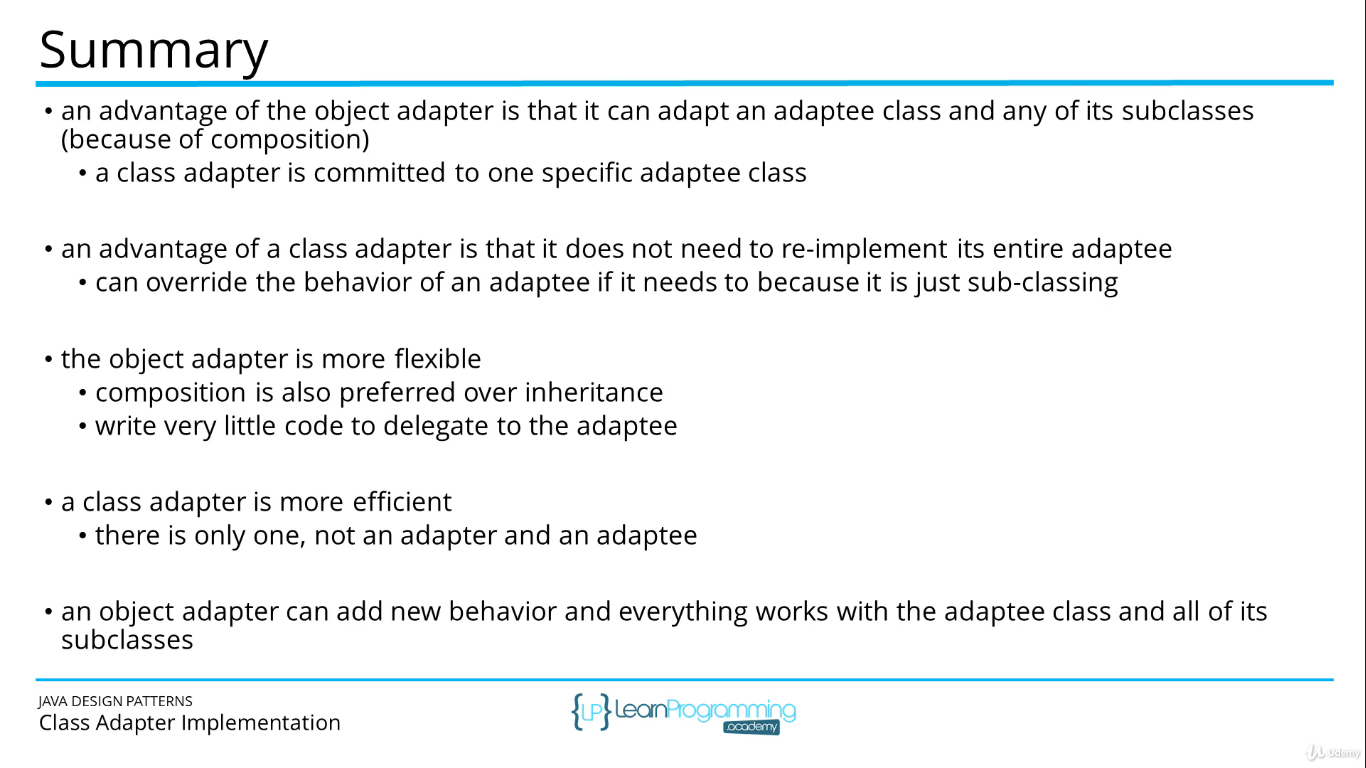 Summary
• an advantage of the object adapter is that it can adapt an adaptee class and any of its subclasses
(because of composition)
• a class adapter is committed to one specific adaptee class
• an advantage of a class adapter is that it does not need to re-implement its entire adaptee
• can override the behavior of an adaptee if it needs to because it is just sub-classing
• the object adapter is more flexible
• composition is also preferred over inheritance
• write very little code to delegate to the adaptee
• a class adapter is more efficient
• there is only one, not an adapter and an adaptee
• an object adapter can add new behavior and everything works with the adaptee class and all of its
subclasses
JAVA DESIGN PATTERNS
Class Adapter Implementation
{LP} LearnProgramming
.academy
Udemy